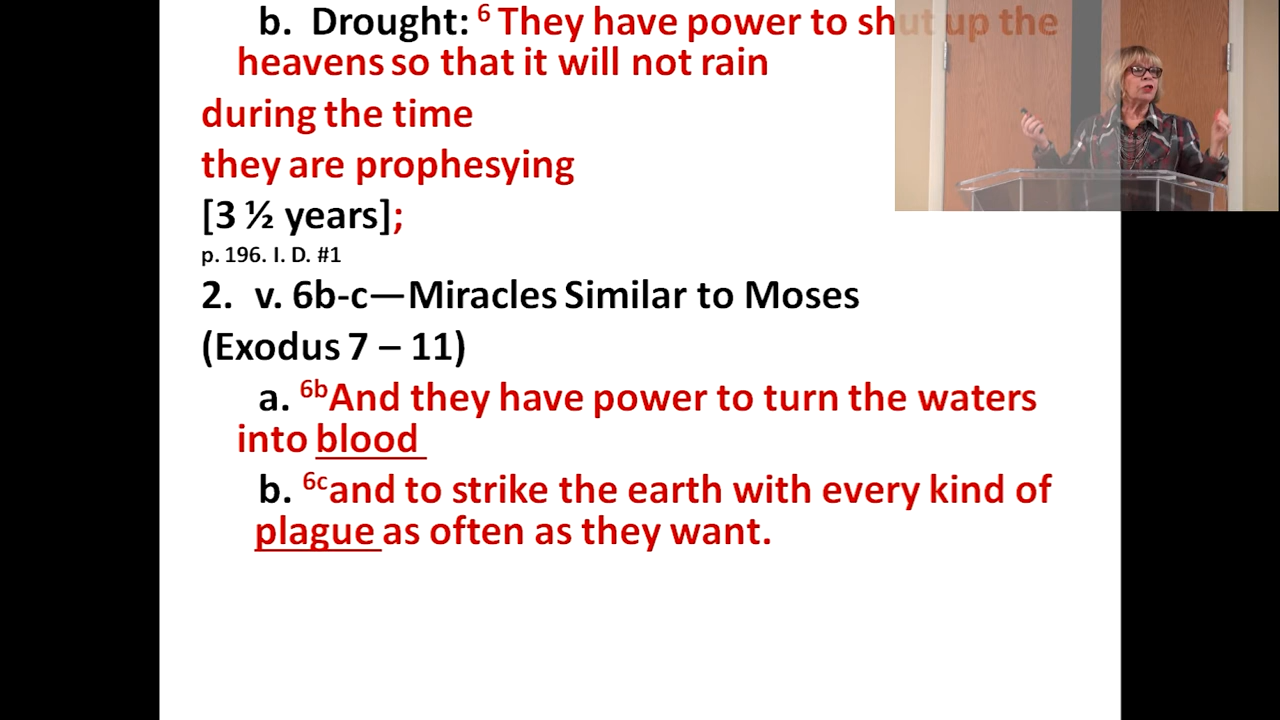 b. Drought: 6 They have power to shut up the
heavens so that it will not rain
during the time
they are prophesying
[3 ½ years];
p. 196. I. D. #1
2. v. 6b-c—Miracles Similar to Moses
(Exodus 7 – 11)
a. 6bAnd they have power to turn the waters
into blood
b. 6cand to strike the earth with every kind of
plague as often as they want.